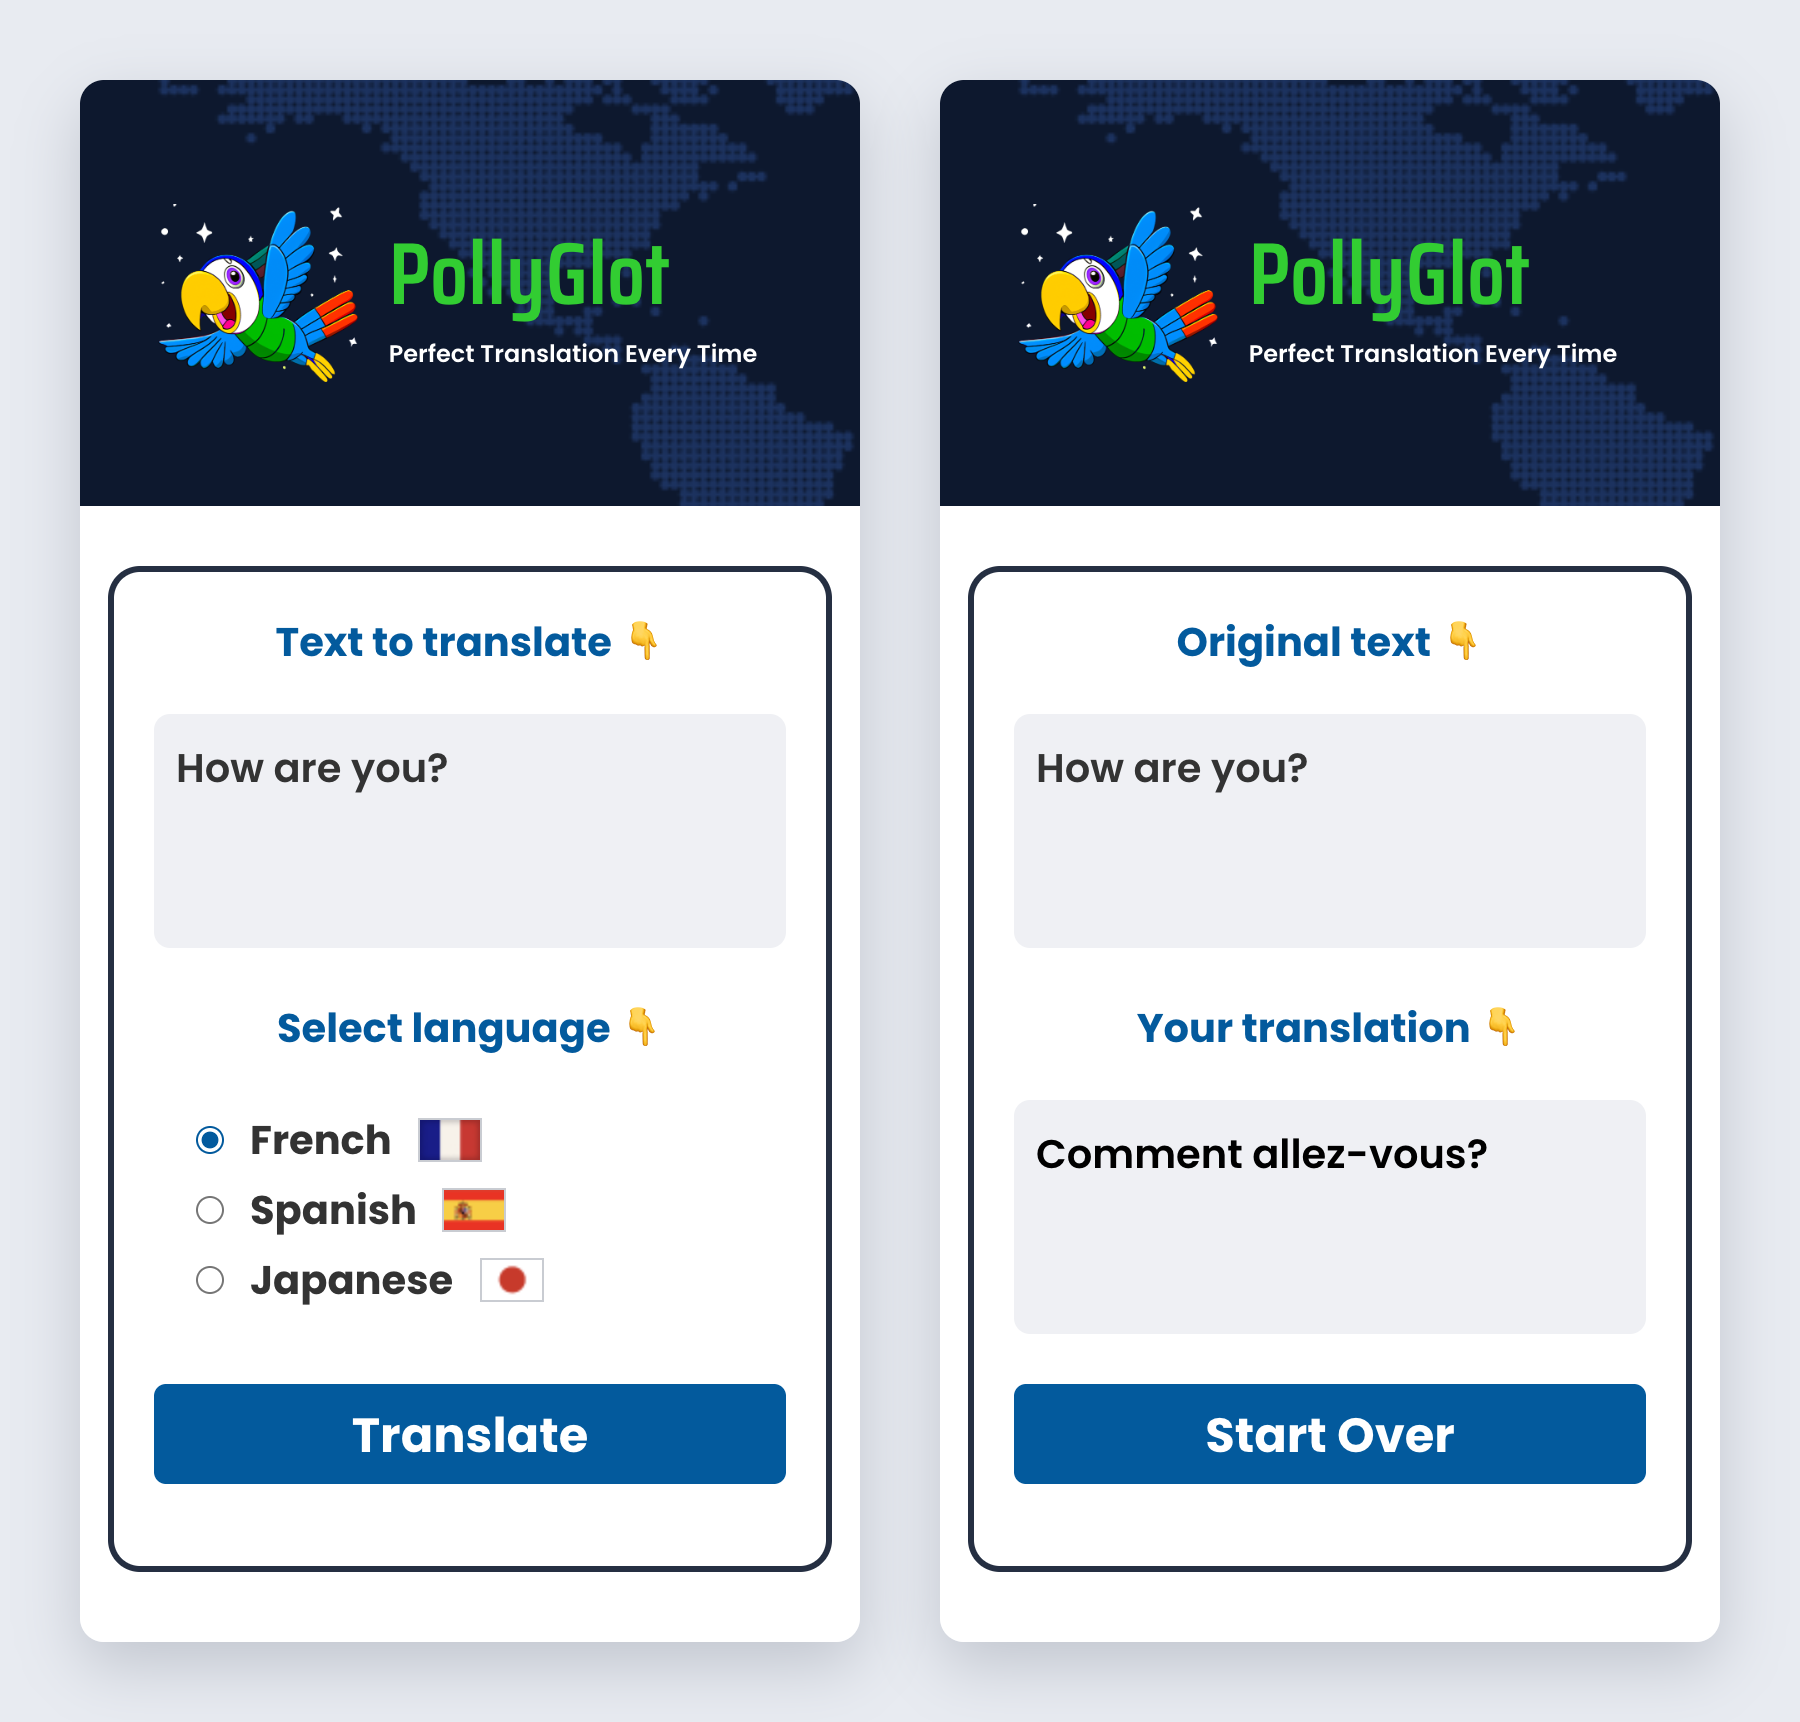 PollyGlot
Perfect Translation Every Time
Text to translate 👇
How are you?
Select language 👇
French
Spanish
Japanese
Translate
PollyGlot
Perfect Translation Every Time
Original text 👇
How are you?
Your translation 👇
Comment allez-vous?
Start Over